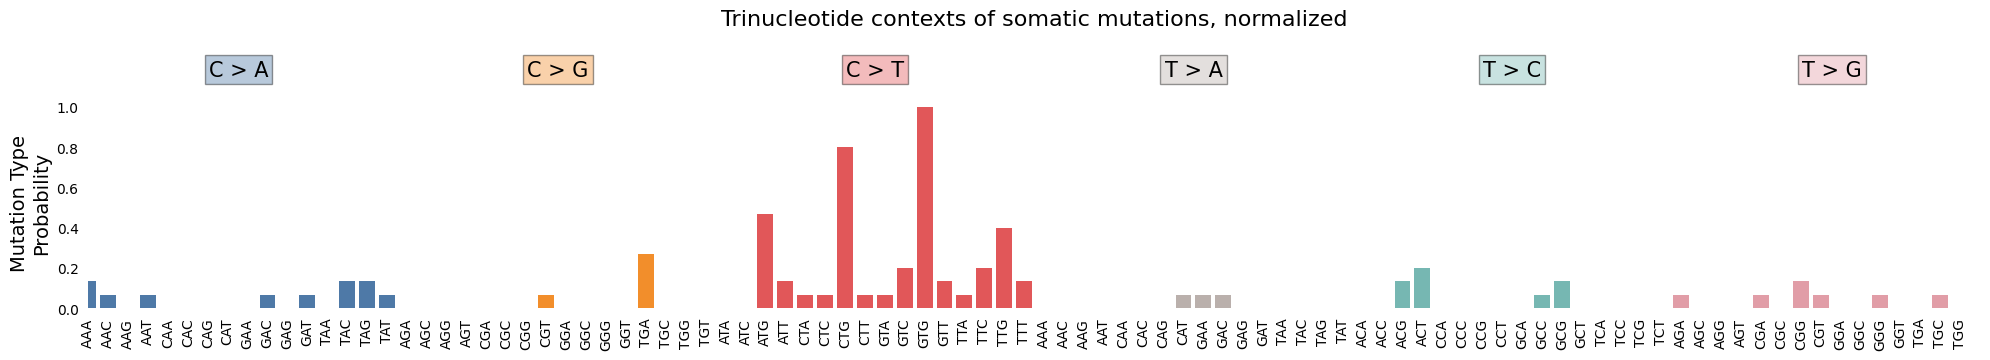 Trinucleotide contexts of somatic mutations, normalized
C > A
C > G
C > T
T > A
T > C
T > G
Mutation Type
Probability
1.0
0.8
0.6
0.4
0.2
0.0
AAA AAC AAG AAT CAA CAC CAG CAT GAA GAC GAG GAT TAA TAC TAG TAT AGA AGC AGG AGT CGA CGC CGG CGT GGA GGC GGG GGT TGA TGC TGG TGT ATA ATC ATG ATT CTA CTC CTG CTT GTA GTC GTG GTT TTA TTC TTG TTT AAA AAC AAG AAT CAA CAC CAG CAT GAA GAC GAG GAT TAA TAC TAG TAT ACA ACC ACG ACT CCA CCC CCG CCT GCA GCC GCG GCT TCA TCC TCG TCT AGA AGC AGG AGT CGA CGC CGG CGT GGA GGC GGG GGT TGA TGC TGG